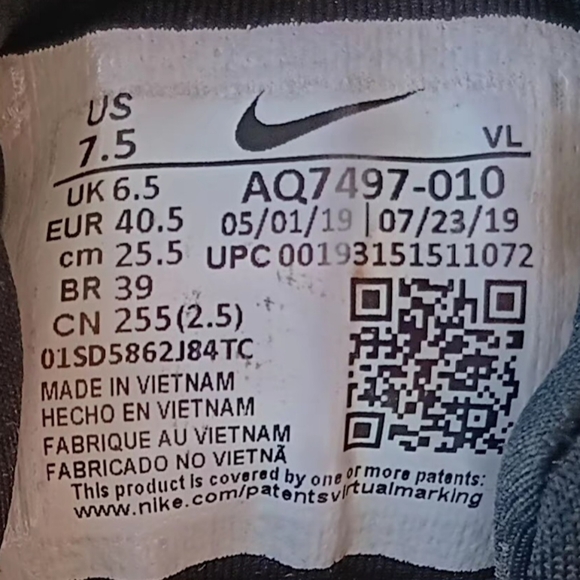 US
7.5
VL
UK 6.5
AQ7497-010
EUR 40.5
05/01/19 | 07/23/19
cm 25.5
UPC 00193151511072
BR 39
CN 255(2.5)
01SD5862J84TC
MADE IN VIETNAM
HECHO EN VIETNAM
FABRIQUE AU VIETNAM
FABRICADO NO VIETNÃ
This product is covered by one or more patents:
www.nike.com/patentsvirtualmarking